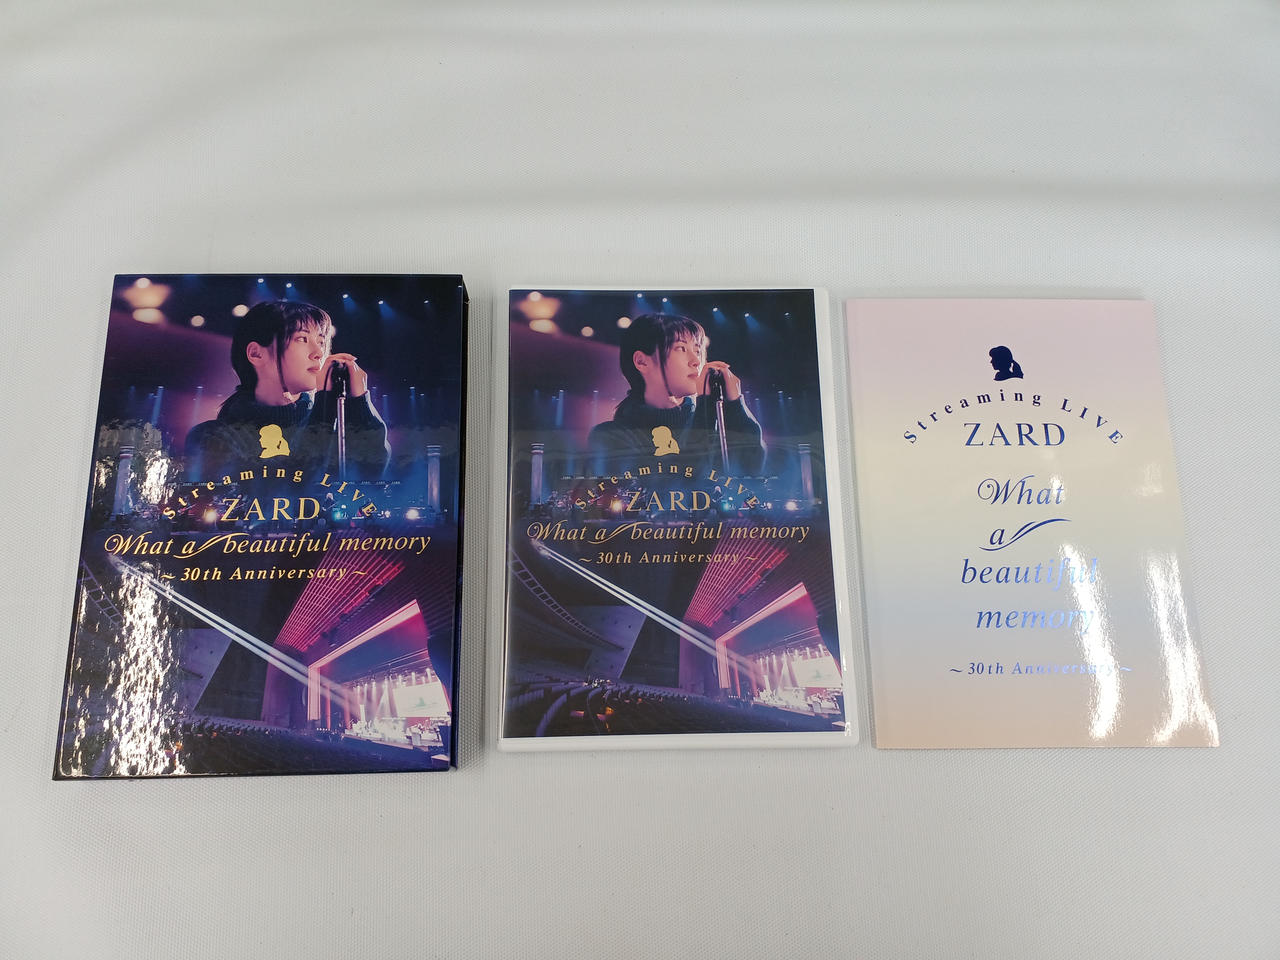 Streaming LIVE
ZARD
What a beautiful memory
~30th Anniversary~
Streaming LIVE
ZARD
What a beautiful memory
~30th Anniversary~
Streaming LIVE
ZARD
What
a
beautiful
memory
~30th Anniversary~